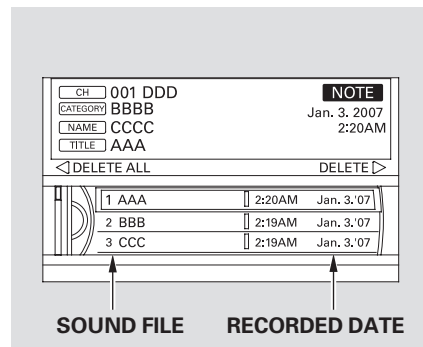 CH 001 DDD NOTE
CATEGORY BBBB Jan. 3. 2007
NAME CCCC 2:20AM
TITLE AAA
DELETE ALL DELETE
1 AAA 2:20AM Jan. 3.'07
2 BBB 2:19AM Jan. 3.'07
3 CCC 2:19AM Jan. 3.'07
SOUND FILE RECORDED DATE